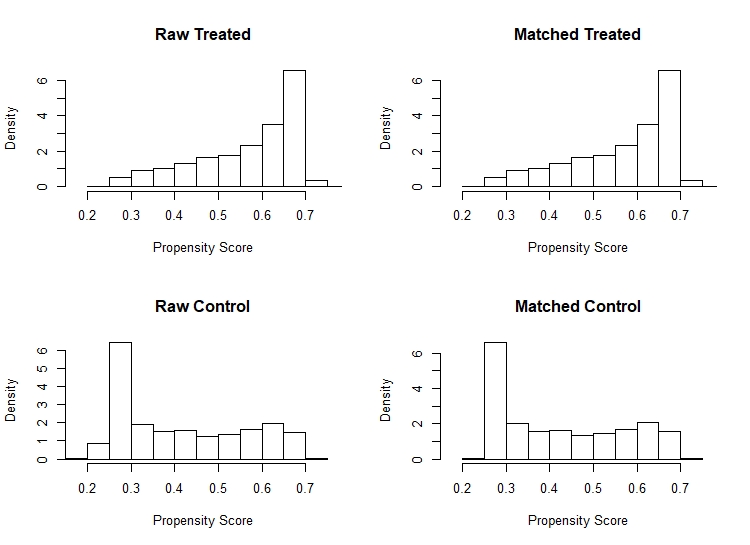 Raw Treated
Density
0 2 4 6
0.2 0.3 0.4 0.5 0.6 0.7
Propensity Score
Matched Treated
Density
0 2 4 6
0.2 0.3 0.4 0.5 0.6 0.7
Propensity Score
Raw Control
Density
0 1 2 3 4 5 6
0.2 0.3 0.4 0.5 0.6 0.7
Propensity Score
Matched Control
Density
0 2 4 6
0.2 0.3 0.4 0.5 0.6 0.7
Propensity Score